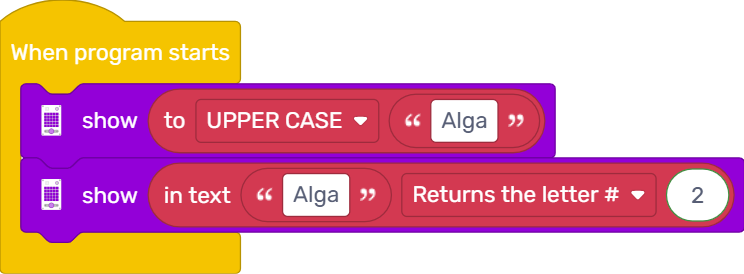 When program starts
show to UPPER CASE “ Alga ”
show in text “ Alga ” Returns the letter # 2